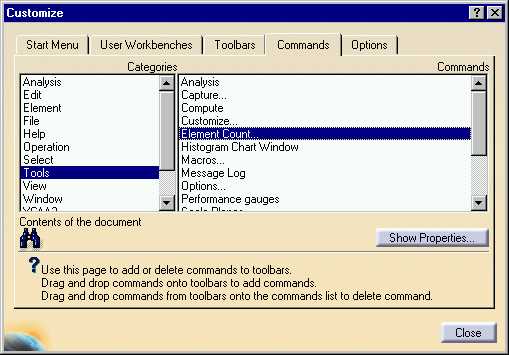 Customize
Start Menu
User Workbenches
Toolbars
Commands
Options
Categories
Commands
Analysis
Edit
Element
File
Help
Operation
Select
Tools
View
Window
Analysis
Capture...
Compute
Customize...
Element Count...
Histogram Chart Window
Macros...
Message Log
Options...
Performance gauges
Contents of the document
Show Properties...
Use this page to add or delete commands to toolbars.
Drag and drop commands onto toolbars to add commands.
Drag and drop commands from toolbars onto the commands list to delete command.
Close